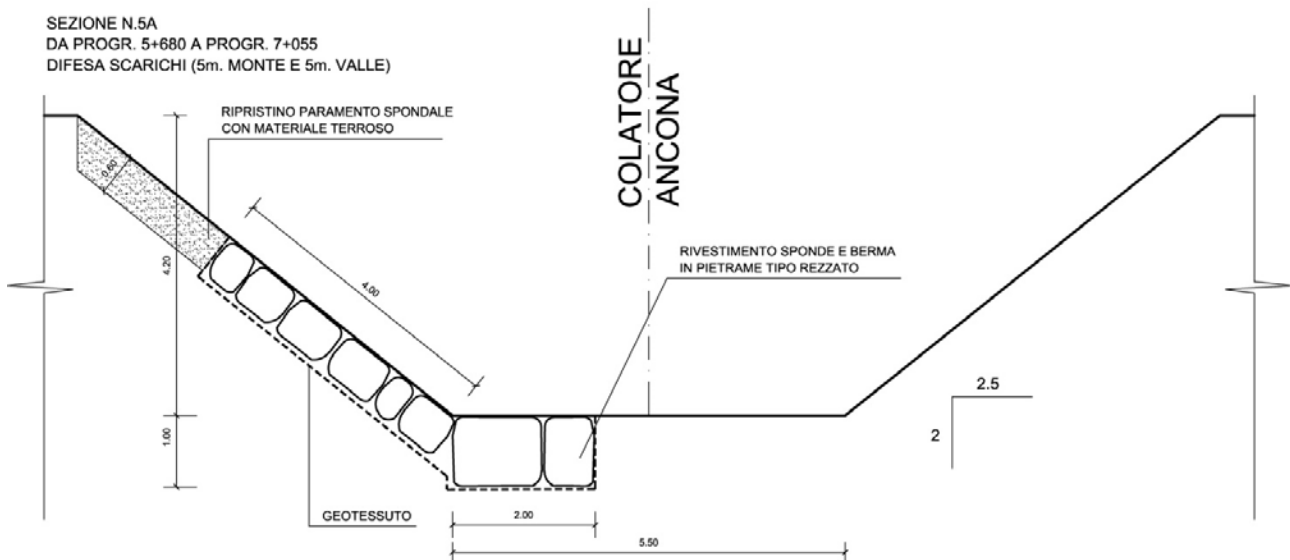 SEZIONE N.5A
DA PROGR. 5+680 A PROGR. 7+055
DIFESA SCARICHI (5m. MONTE E 5m. VALLE)
RIPRISTINO PARAMENTO SPONDALE
CON MATERIALE TERROSO
COLATORE
ANCONA
0.60
4.20
4.00
RIVESTIMENTO SPONDE E BERMA
IN PIETRAME TIPO REZZATO
2.5
2
1.00
GEOTESSUTO
2.00
5.50